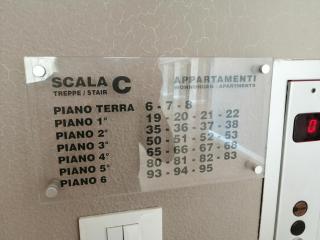 SCALA C
TREPPE / STAIR
APPARTAMENTI
WOHNUNGEN - APARTMENTS
PIANO TERRA 6 - 7 - 8
PIANO 1° 19 - 20 - 21 - 22
PIANO 2° 35 - 36 - 37 - 38
PIANO 3° 50 - 51 - 52 - 53
PIANO 4° 65 - 66 - 67 - 68
PIANO 5° 80 - 81 - 82 - 83
PIANO 6 93 - 94 - 95
0